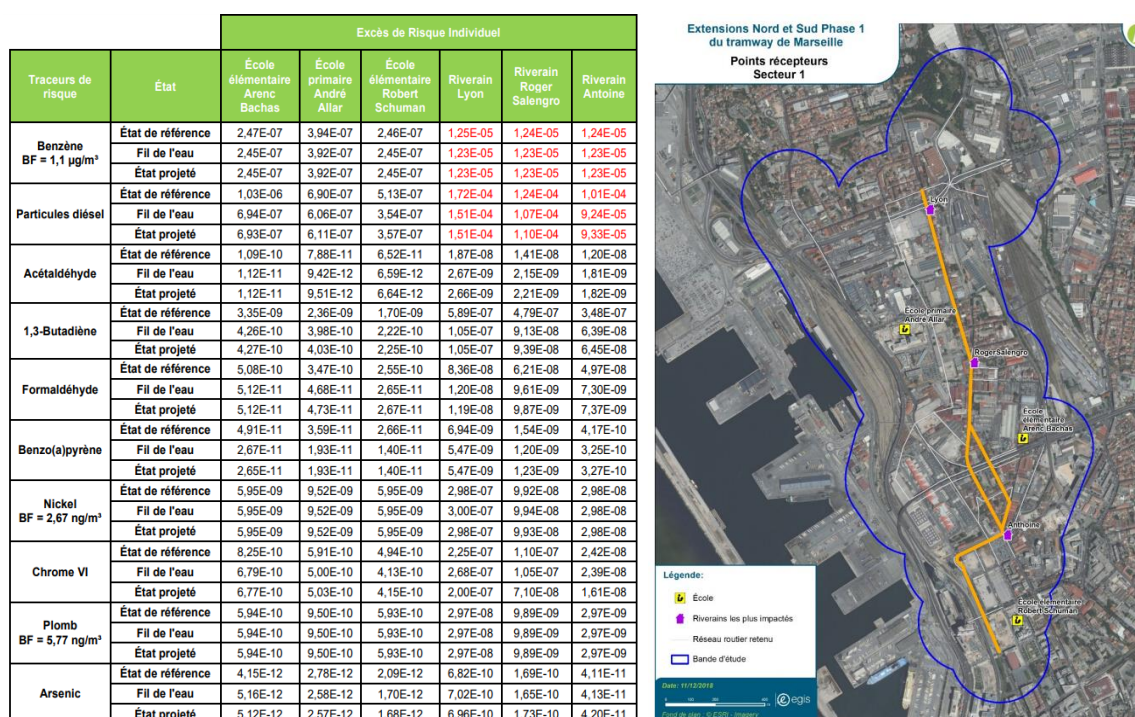 Excès de Risque Individuel
Traceurs de risque | État | École élémentaire Arenc Bachas | École primaire André Allar | École élémentaire Robert Schuman | Riverain Lyon | Riverain Roger Salengro | Riverain Antoine
Benzène BF = 1,1 µg/m³
État de référence 2,47E-07 3,94E-07 2,46E-07 1,25E-05 1,24E-05 1,24E-05
Fil de l'eau 2,45E-07 3,92E-07 2,45E-07 1,23E-05 1,23E-05 1,23E-05
État projeté 2,45E-07 3,92E-07 2,45E-07 1,23E-05 1,23E-05 1,23E-05
Particules diésel
État de référence 1,03E-06 6,90E-07 5,13E-07 1,72E-04 1,24E-04 1,01E-04
Fil de l'eau 6,94E-07 6,06E-07 3,54E-07 1,51E-04 1,07E-04 9,24E-05
État projeté 6,93E-07 6,11E-07 3,57E-07 1,51E-04 1,10E-04 9,33E-05
Acétaldéhyde
État de référence 1,09E-10 7,88E-11 6,52E-11 1,87E-08 1,41E-08 1,20E-08
Fil de l'eau 1,12E-11 9,42E-12 6,59E-12 2,67E-09 2,15E-09 1,81E-09
État projeté 1,12E-11 9,51E-12 6,64E-12 2,66E-09 2,21E-09 1,82E-09
1,3-Butadiène
État de référence 3,35E-09 2,36E-09 1,70E-09 5,89E-07 4,79E-07 3,48E-07
Fil de l'eau 4,26E-10 3,98E-10 2,22E-10 1,05E-07 9,13E-08 6,39E-08
État projeté 4,27E-10 4,03E-10 2,25E-10 1,05E-07 9,39E-08 6,45E-08
Formaldéhyde
État de référence 5,08E-10 3,47E-10 2,55E-10 8,36E-08 6,21E-08 4,97E-08
Fil de l'eau 5,12E-11 4,68E-11 2,65E-11 1,20E-08 9,61E-09 7,30E-09
État projeté 5,12E-11 4,73E-11 2,67E-11 1,19E-08 9,87E-09 7,37E-09
Benzo(a)pyrène
État de référence 4,91E-11 3,59E-11 2,66E-11 6,94E-09 1,54E-09 4,17E-10
Fil de l'eau 2,67E-11 1,93E-11 1,40E-11 5,47E-09 1,20E-09 3,25E-10
État projeté 2,65E-11 1,93E-11 1,40E-11 5,47E-09 1,23E-09 3,27E-10
Nickel BF = 2,67 ng/m³
État de référence 5,95E-09 9,52E-09 5,95E-09 2,98E-07 9,92E-08 2,98E-08
Fil de l'eau 5,95E-09 9,52E-09 5,95E-09 3,00E-07 9,94E-08 2,98E-08
État projeté 5,95E-09 9,52E-09 5,95E-09 2,98E-07 9,93E-08 2,98E-08
Chrome VI
État de référence 8,25E-10 5,91E-10 4,94E-10 2,25E-07 1,10E-07 2,42E-08
Fil de l'eau 6,79E-10 5,00E-10 4,13E-10 2,68E-07 1,05E-07 2,39E-08
État projeté 6,77E-10 5,03E-10 4,15E-10 2,00E-07 7,10E-08 1,61E-08
Plomb BF = 5,77 ng/m³
État de référence 5,94E-10 9,50E-10 5,93E-10 2,97E-08 9,89E-09 2,97E-09
Fil de l'eau 5,94E-10 9,50E-10 5,93E-10 2,97E-08 9,89E-09 2,97E-09
État projeté 5,94E-10 9,50E-10 5,93E-10 2,97E-08 9,89E-09 2,97E-09
Arsenic
État de référence 4,15E-12 2,78E-12 2,09E-12 6,82E-10 1,69E-10 4,11E-11
Fil de l'eau 5,16E-12 2,58E-12 1,70E-12 7,02E-10 1,65E-10 4,13E-11
État projeté 5,12E-12 2,57E-12 1,68E-12 6,96E-10 1,73E-10 4,20E-11
Extensions Nord et Sud Phase 1
du tramway de Marseille
Points récepteurs
Secteur 1
Lyon
École primaire
André Allar
RogerSalengro
École
élémentaire
Arenc Bachas
Anthoine
École élémentaire
Robert Schuman
Légende:
École
Riverains les plus impactés
Réseau routier retenu
Bande d'étude
Date: 11/12/2018
egis
Fond de plan : © ESRI - Imagery